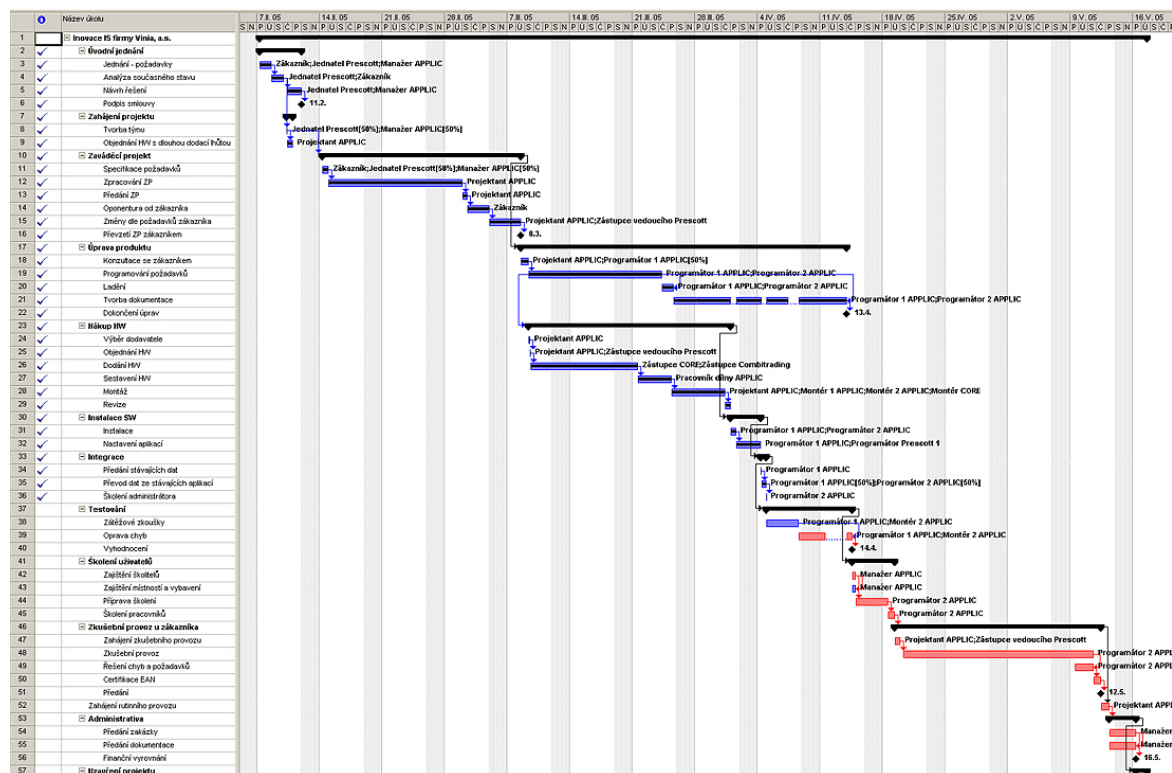 Název úkolu 7.II. 05 14.II. 05 21.II. 05 28.II. 05 7.III. 05 14.III. 05 21.III. 05 28.III. 05 4.IV. 05 11.IV. 05 18.IV. 05 25.IV. 05 2.V. 05 9.V. 05 16.V. 05
1 Inovace IS firmy Vinia, a.s.
2 Úvodní jednání
3 Jednání - požadavky Zákazník;Jednatel Prescott;Manažer APPLIC
4 Analýza současného stavu Jednatel Prescott;Zákazník
5 Návrh řešení Jednatel Prescott;Manažer APPLIC
6 Podpis smlouvy 11.2.
7 Zahájení projektu
8 Tvorba týmu Jednatel Prescott[50%];Manažer APPLIC[50%]
9 Objednání HW s dlouhou dodací lhůtou Projektant APPLIC
10 Zaváděcí projekt
11 Specifikace požadavků Zákazník;Jednatel Prescott[50%];Manažer APPLIC[50%]
12 Zpracování ZP Projektant APPLIC
13 Předání ZP Projektant APPLIC
14 Oponentura od zákazníka Zákazník
15 Změny dle požadavků zákazníka Projektant APPLIC;Zástupce vedoucího Prescott
16 Převzetí ZP zákazníkem 8.3.
17 Úprava produktu
18 Konzultace se zákazníkem Projektant APPLIC;Programátor 1 APPLIC[50%]
19 Programování požadavků Programátor 1 APPLIC;Programátor 2 APPLIC
20 Ladění Programátor 1 APPLIC;Programátor 2 APPLIC
21 Tvorba dokumentace Programátor 1 APPLIC;Programátor 2 APPLIC
22 Dokončení úprav 13.4.
23 Nákup HW
24 Výběr dodavatele Projektant APPLIC
25 Objednání HW Projektant APPLIC;Zástupce vedoucího Prescott
26 Dodání HW Zástupce CORE;Zástupce Combitrading
27 Sestavení HW Pracovník dílny APPLIC
28 Montáž Projektant APPLIC;Montér 1 APPLIC;Montér 2 APPLIC;Montér CORE
29 Revize
30 Instalace SW
31 Instalace Programátor 1 APPLIC;Programátor 2 APPLIC
32 Nastavení aplikací Programátor 1 APPLIC;Programátor Prescott 1
33 Integrace
34 Předání stávajících dat Programátor 1 APPLIC
35 Převod dat ze stávajících aplikací Programátor 1 APPLIC[50%];Programátor 2 APPLIC[50%]
36 Školení administrátora Programátor 2 APPLIC
37 Testování
38 Zátěžové zkoušky Programátor 1 APPLIC;Montér 2 APPLIC
39 Oprava chyb Programátor 1 APPLIC;Montér 2 APPLIC
40 Vyhodnocení 14.4.
41 Školení uživatelů
42 Zajištění školitelů Manažer APPLIC
43 Zajištění místností a vybavení Manažer APPLIC
44 Příprava školení Programátor 2 APPLIC
45 Školení pracovníků Programátor 2 APPLIC
46 Zkušební provoz u zákazníka
47 Zahájení zkušebního provozu Projektant APPLIC;Zástupce vedoucího Prescott
48 Zkušební provoz Programátor 2 APPL
49 Řešení chyb a požadavků Programátor 2 APPL
50 Certifikace EAN
51 Předání 12.5.
52 Zahájení rutinního provozu Projektant APPL
53 Administrativa
54 Předání zakázky Manažer
55 Předání dokumentace Manažer
56 Finanční vyrovnání 16.5.
57 Uzavření projektu